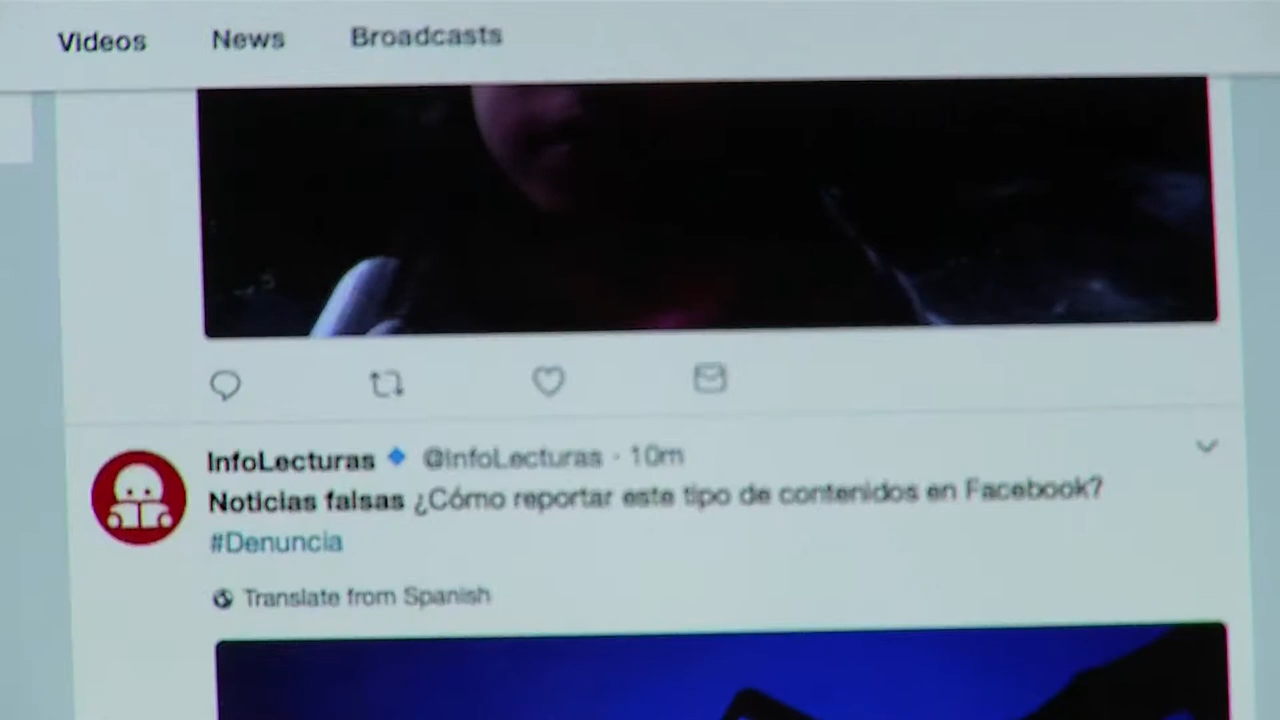 Videos News Broadcasts
InfoLecturas 🔹 @InfoLecturas · 10m
Noticias falsas ¿Cómo reportar este tipo de contenidos en Facebook?
#Denuncia
Translate from Spanish